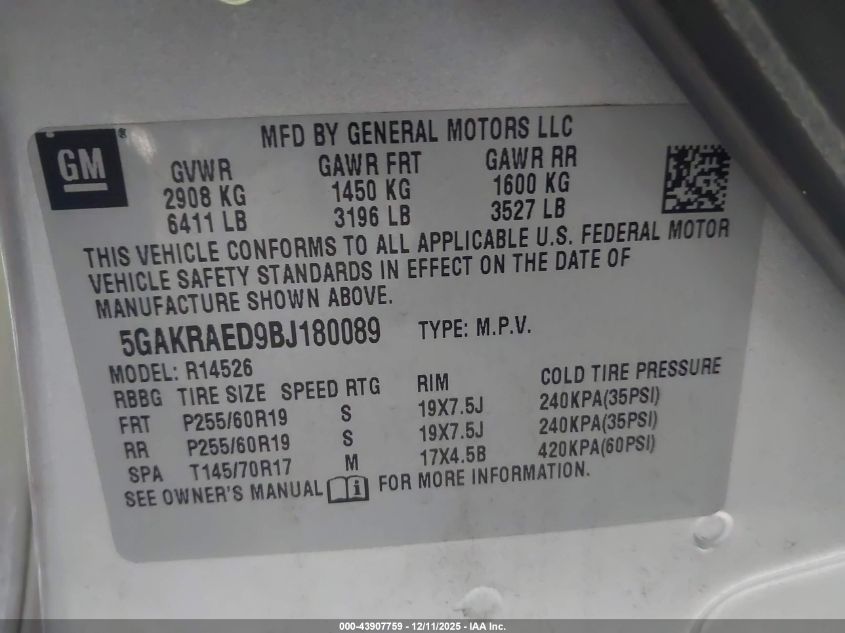 GM
MFD BY GENERAL MOTORS LLC
GVWR GAWR FRT GAWR RR
2908 KG 1450 KG 1600 KG
6411 LB 3196 LB 3527 LB
THIS VEHICLE CONFORMS TO ALL APPLICABLE U.S. FEDERAL MOTOR
VEHICLE SAFETY STANDARDS IN EFFECT ON THE DATE OF
MANUFACTURE SHOWN ABOVE.
5GAKRAED9BJ180089 TYPE: M.P.V.
MODEL: R14526
RBBG TIRE SIZE SPEED RTG RIM COLD TIRE PRESSURE
FRT P255/60R19 S 19X7.5J 240KPA(35PSI)
RR P255/60R19 S 19X7.5J 240KPA(35PSI)
SPA T145/70R17 M 17X4.5B 420KPA(60PSI)
SEE OWNER'S MANUAL i FOR MORE INFORMATION.
000-43907759 - 12/11/2025 - IAA Inc.